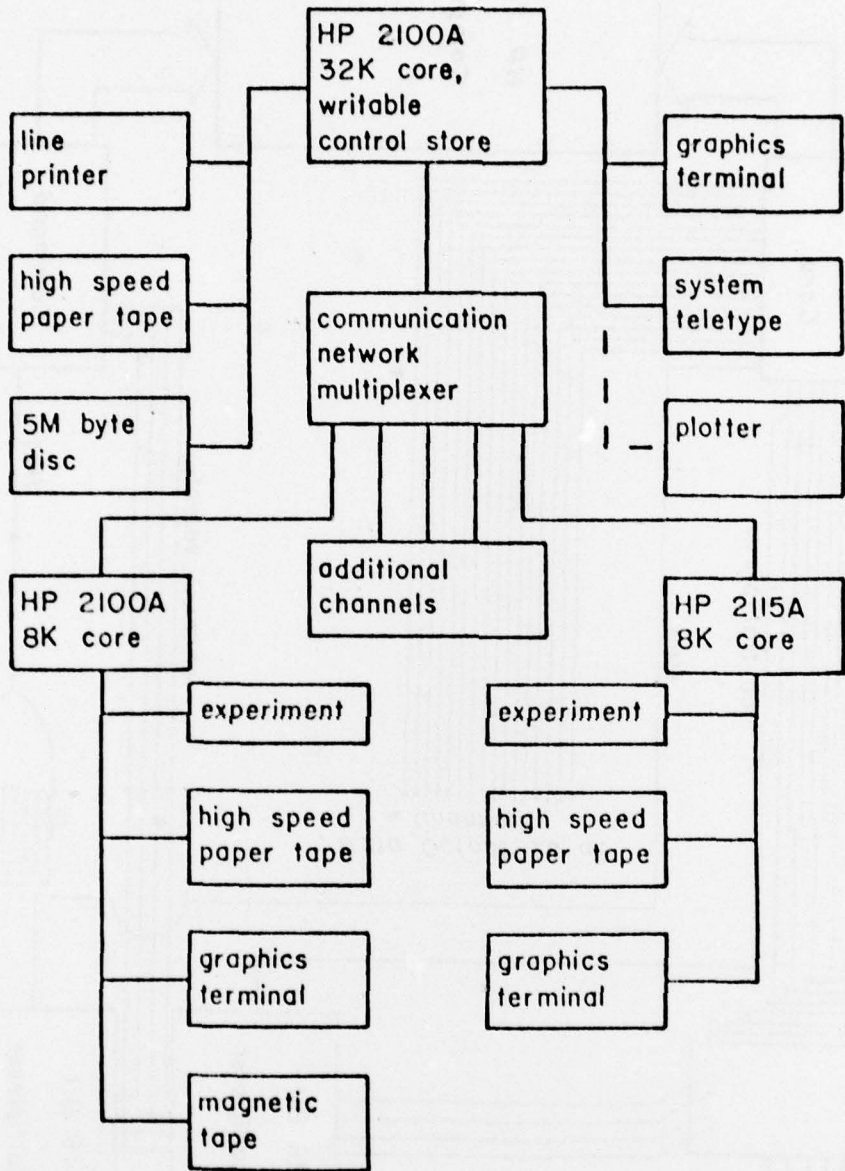 HP 2100A
32K core,
writable
control store
line
printer
graphics
terminal
high speed
paper tape
communication
network
multiplexer
system
teletype
5M byte
disc
plotter
HP 2100A
8K core
additional
channels
HP 2115A
8K core
experiment
experiment
high speed
paper tape
high speed
paper tape
graphics
terminal
graphics
terminal
magnetic
tape